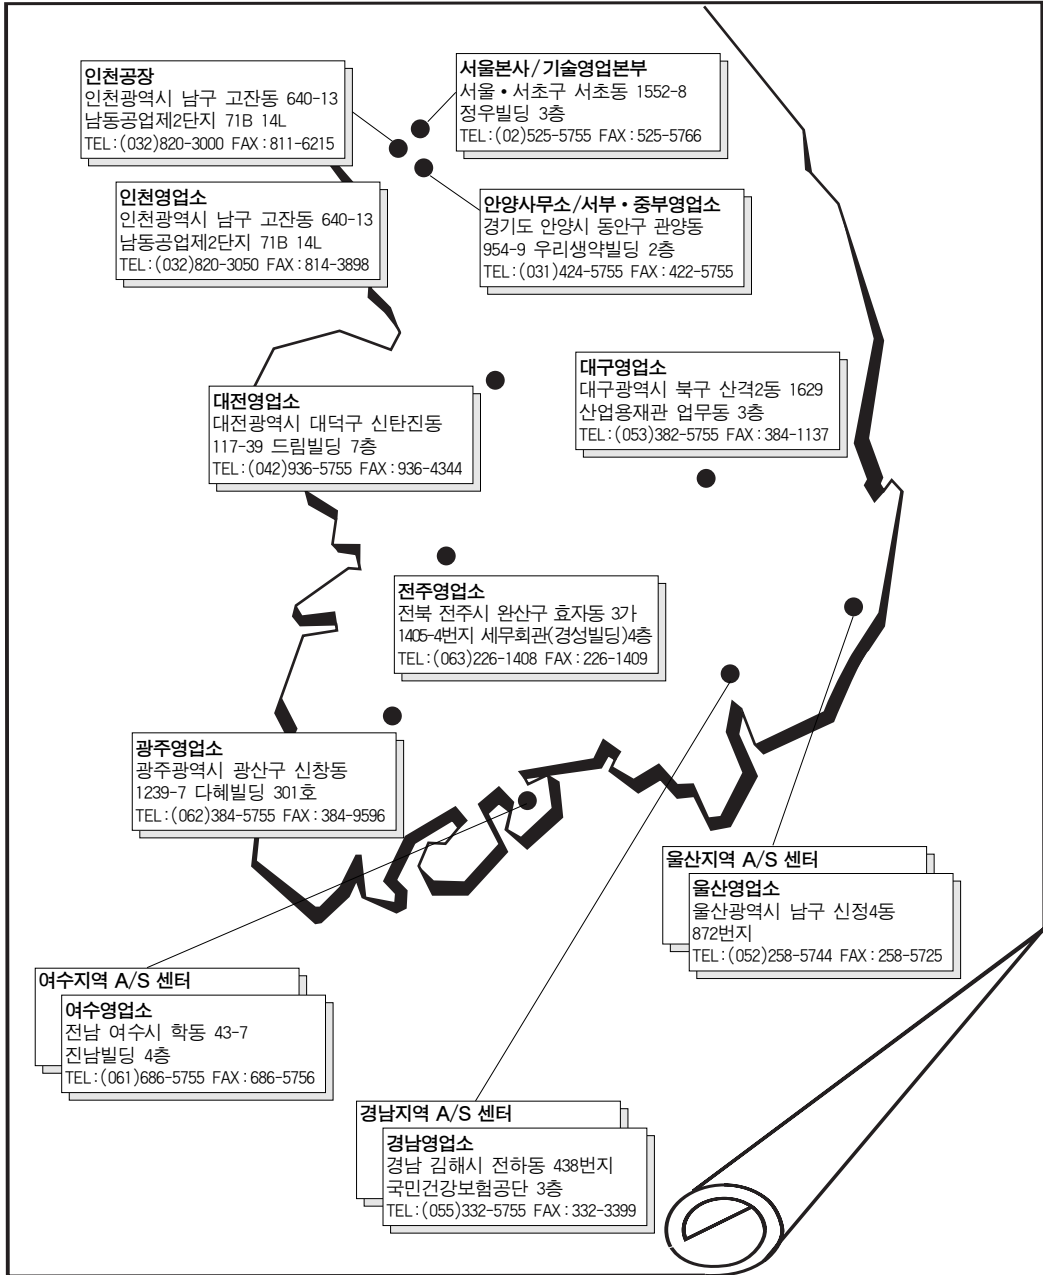 인천공장
인천광역시 남구 고잔동 640-13
남동공업제2단지 71B 14L
TEL:(032)820-3000 FAX:811-6215
서울본사/기술영업본부
서울·서초구 서초동 1552-8
정우빌딩 3층
TEL:(02)525-5755 FAX:525-5766
인천영업소
인천광역시 남구 고잔동 640-13
남동공업제2단지 71B 14L
TEL:(032)820-3050 FAX:814-3898
안양사무소/서부·중부영업소
경기도 안양시 동안구 관양동
954-9 우리생약빌딩 2층
TEL:(031)424-5755 FAX:422-5755
대구영업소
대구광역시 북구 산격2동 1629
산업용재관 업무동 3층
TEL:(053)382-5755 FAX:384-1137
대전영업소
대전광역시 대덕구 신탄진동
117-39 드림빌딩 7층
TEL:(042)936-5755 FAX:936-4344
전주영업소
전북 전주시 완산구 효자동 3가
1405-4번지 세무회관(경성빌딩)4층
TEL:(063)226-1408 FAX:226-1409
광주영업소
광주광역시 광산구 신창동
1239-7 다혜빌딩 301호
TEL:(062)384-5755 FAX:384-9596
울산지역 A/S 센터
울산영업소
울산광역시 남구 신정4동
872번지
TEL:(052)258-5744 FAX:258-5725
여수지역 A/S 센터
여수영업소
전남 여수시 학동 43-7
진남빌딩 4층
TEL:(061)686-5755 FAX:686-5756
경남지역 A/S 센터
경남영업소
경남 김해시 전하동 438번지
국민건강보험공단 3층
TEL:(055)332-5755 FAX:332-3399